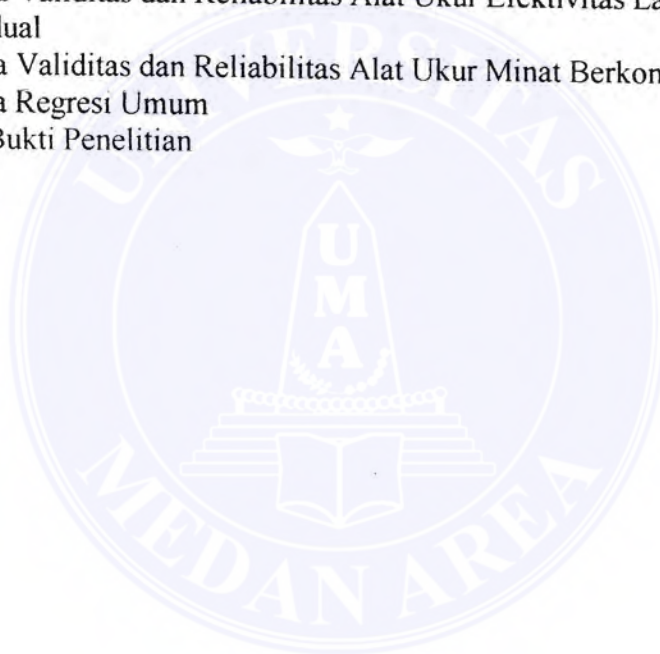 Validitas dan Reliabilitas Alat Ukur Efektivitas
dual
a Validitas dan Reliabilitas Alat Ukur Minat Berkon
a Regresi Umum
Bukti Penelitian
UNIVERSITAS
U
M
A
MEDAN AREA